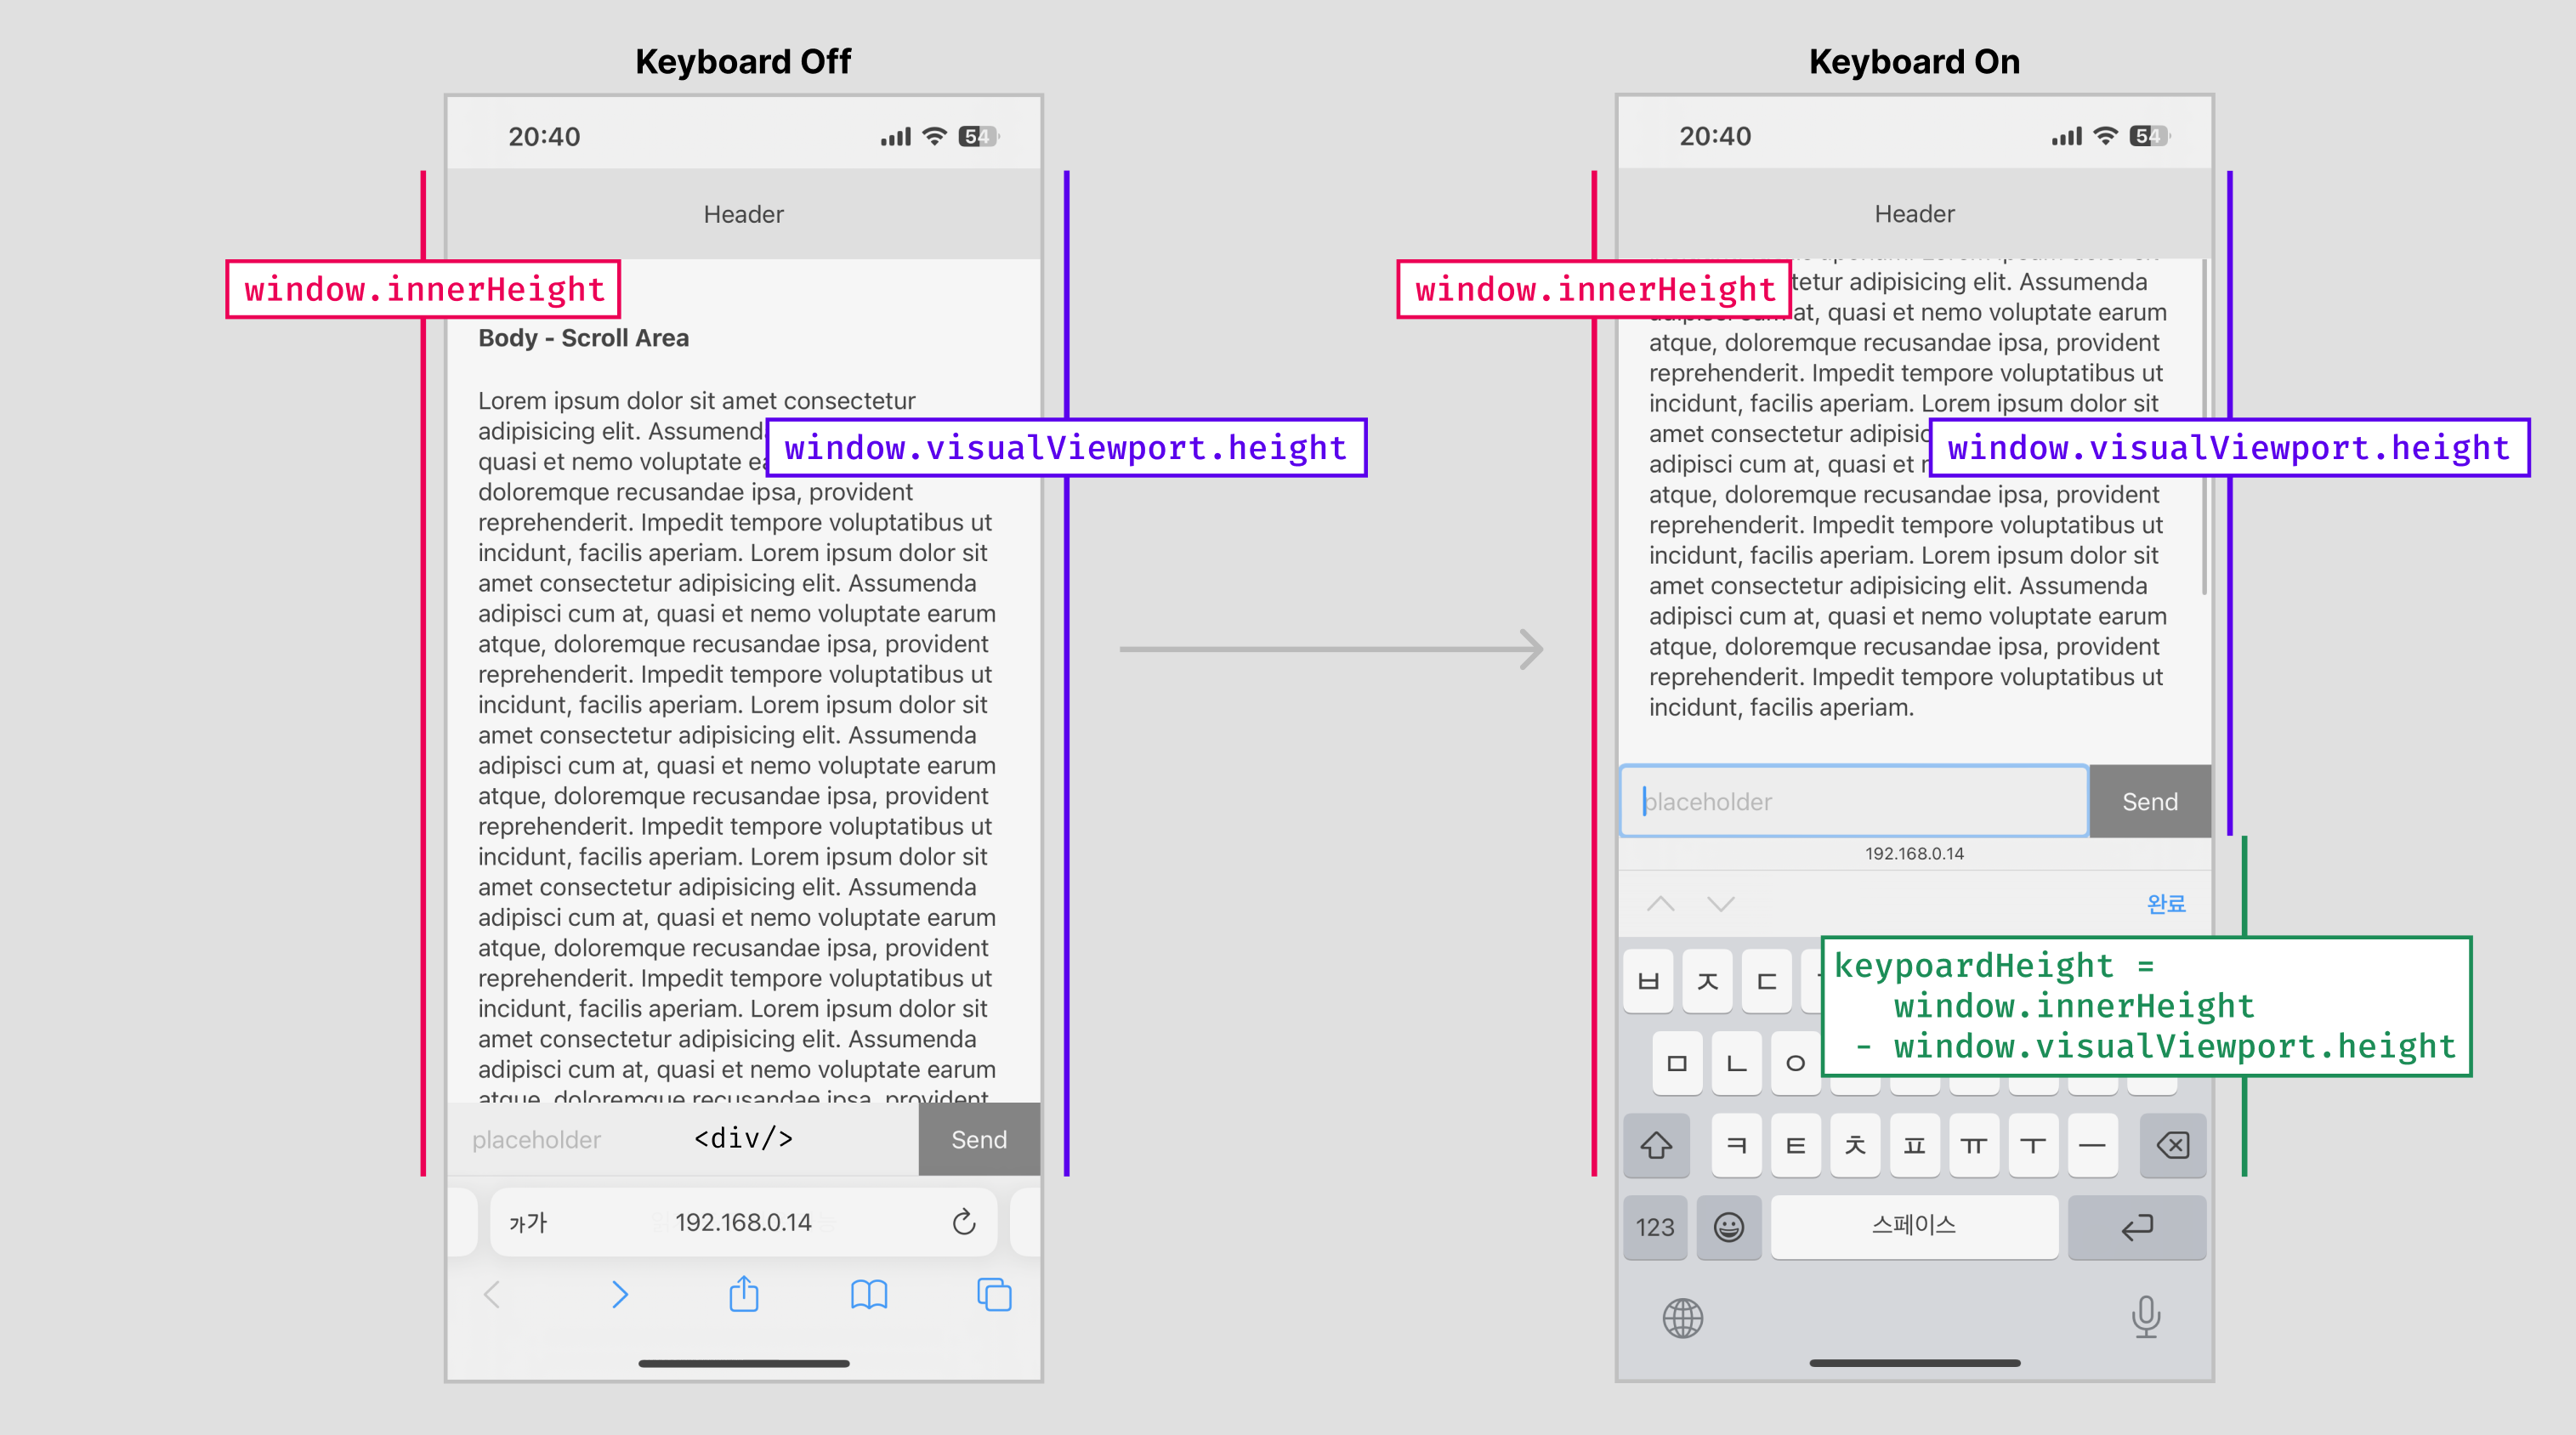 Keyboard Off
20:40
54
Header
window.innerHeight
Body - Scroll Area
Lorem ipsum dolor sit amet consectetur
adipisicing elit. Assumenda
window.visualViewport.height
quasi et nemo voluptate ea
doloremque recusandae ipsa, provident
reprehenderit. Impedit tempore voluptatibus ut
incidunt, facilis aperiam. Lorem ipsum dolor sit
amet consectetur adipisicing elit. Assumenda
adipisci cum at, quasi et nemo voluptate earum
atque, doloremque recusandae ipsa, provident
reprehenderit. Impedit tempore voluptatibus ut
incidunt, facilis aperiam. Lorem ipsum dolor sit
amet consectetur adipisicing elit. Assumenda
adipisci cum at, quasi et nemo voluptate earum
atque, doloremque recusandae ipsa, provident
reprehenderit. Impedit tempore voluptatibus ut
incidunt, facilis aperiam. Lorem ipsum dolor sit
amet consectetur adipisicing elit. Assumenda
adipisci cum at, quasi et nemo voluptate earum
atque, doloremque recusandae ipsa, provident
reprehenderit. Impedit tempore voluptatibus ut
incidunt, facilis aperiam. Lorem ipsum dolor sit
amet consectetur adipisicing elit. Assumenda
adipisci cum at, quasi et nemo voluptate earum
atque, doloremque recusandae ipsa, provident
placeholder <div/> Send
가가 192.168.0.14
Keyboard On
20:40
54
Header
window.innerHeight
tetur adipisicing elit. Assumenda
at, quasi et nemo voluptate earum
atque, doloremque recusandae ipsa, provident
reprehenderit. Impedit tempore voluptatibus ut
incidunt, facilis aperiam. Lorem ipsum dolor sit
amet consectetur adipisic
window.visualViewport.height
adipisci cum at, quasi et
atque, doloremque recusandae ipsa, provident
reprehenderit. Impedit tempore voluptatibus ut
incidunt, facilis aperiam. Lorem ipsum dolor sit
amet consectetur adipisicing elit. Assumenda
adipisci cum at, quasi et nemo voluptate earum
atque, doloremque recusandae ipsa, provident
reprehenderit. Impedit tempore voluptatibus ut
incidunt, facilis aperiam.
placeholder Send
192.168.0.14
완료
ㅂ ㅈ ㄷ
keypoardHeight =
window.innerHeight
- window.visualViewport.height
ㅁ ㄴ ㅇ
ㅋ ㅌ ㅊ ㅍ ㅠ ㅜ ㅡ
123 스페이스